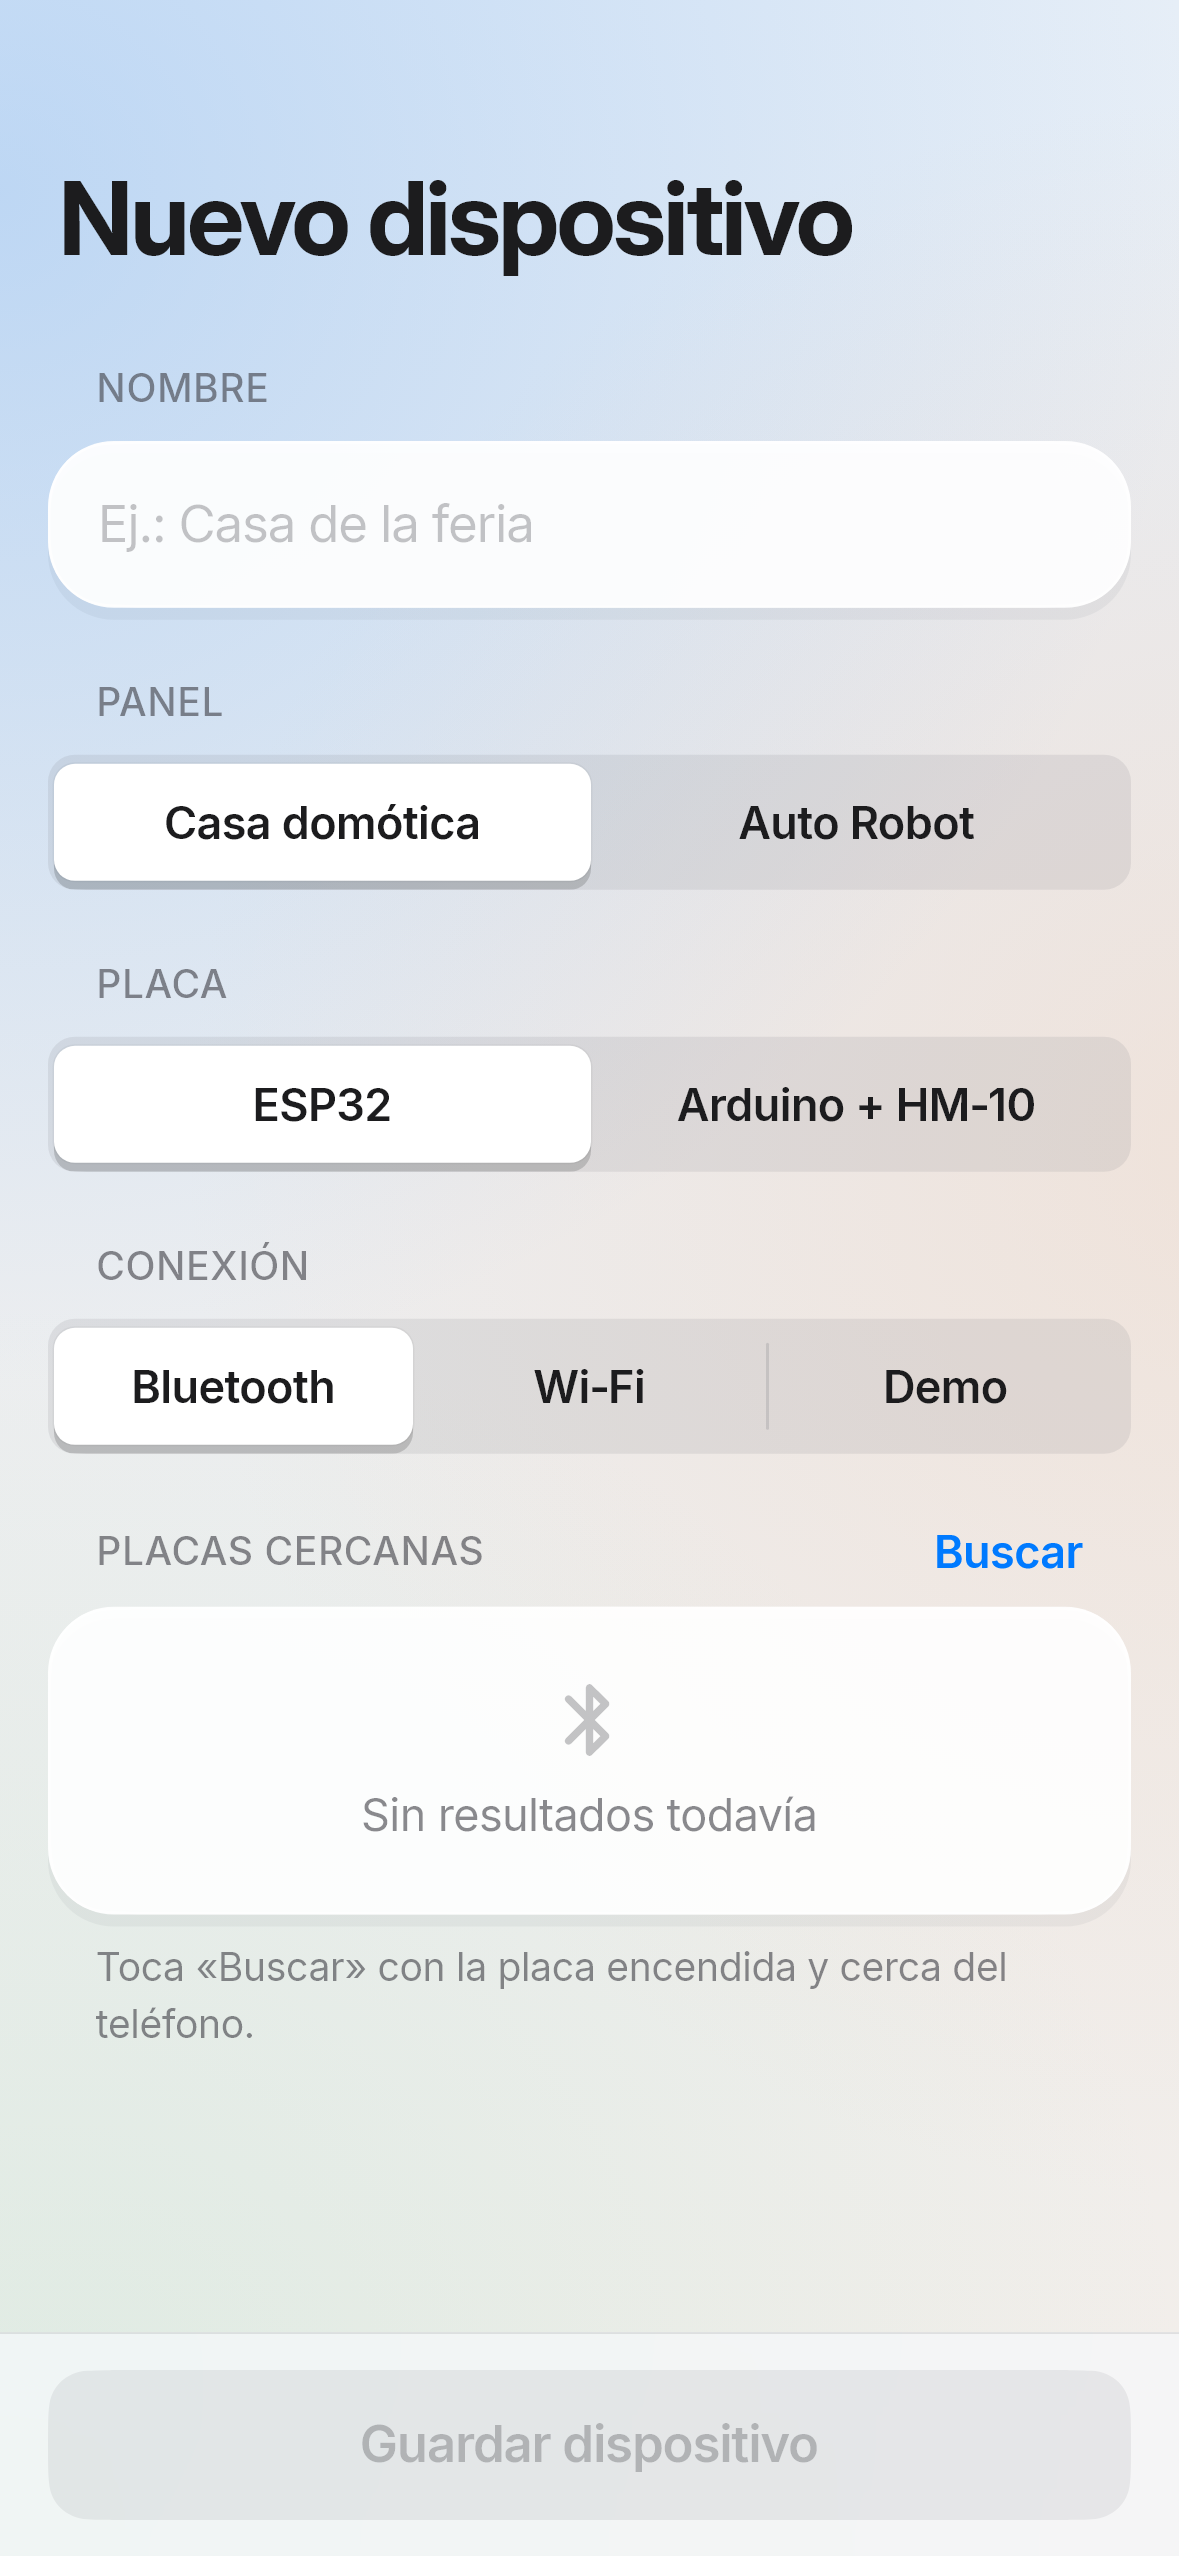 Nuevo dispositivo
NOMBRE
Ej.: Casa de la feria
PANEL
Casa domótica
Auto Robot
PLACA
ESP32
Arduino + HM-10
CONEXIÓN
Bluetooth
Wi-Fi
Demo
PLACAS CERCANAS
Buscar
Sin resultados todavía
Toca «Buscar» con la placa encendida y cerca del
teléfono.
Guardar dispositivo